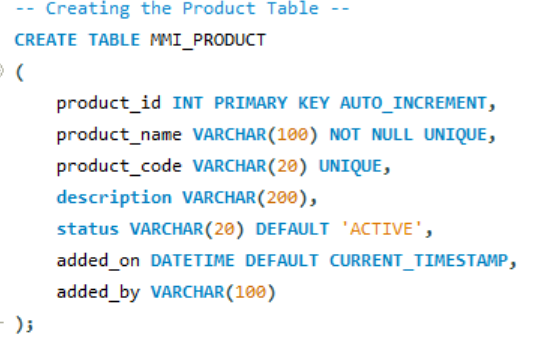 -- Creating the Product Table --
CREATE TABLE MMI_PRODUCT
(
product_id INT PRIMARY KEY AUTO_INCREMENT,
product_name VARCHAR(100) NOT NULL UNIQUE,
product_code VARCHAR(20) UNIQUE,
description VARCHAR(200),
status VARCHAR(20) DEFAULT 'ACTIVE',
added_on DATETIME DEFAULT CURRENT_TIMESTAMP,
added_by VARCHAR(100)
);